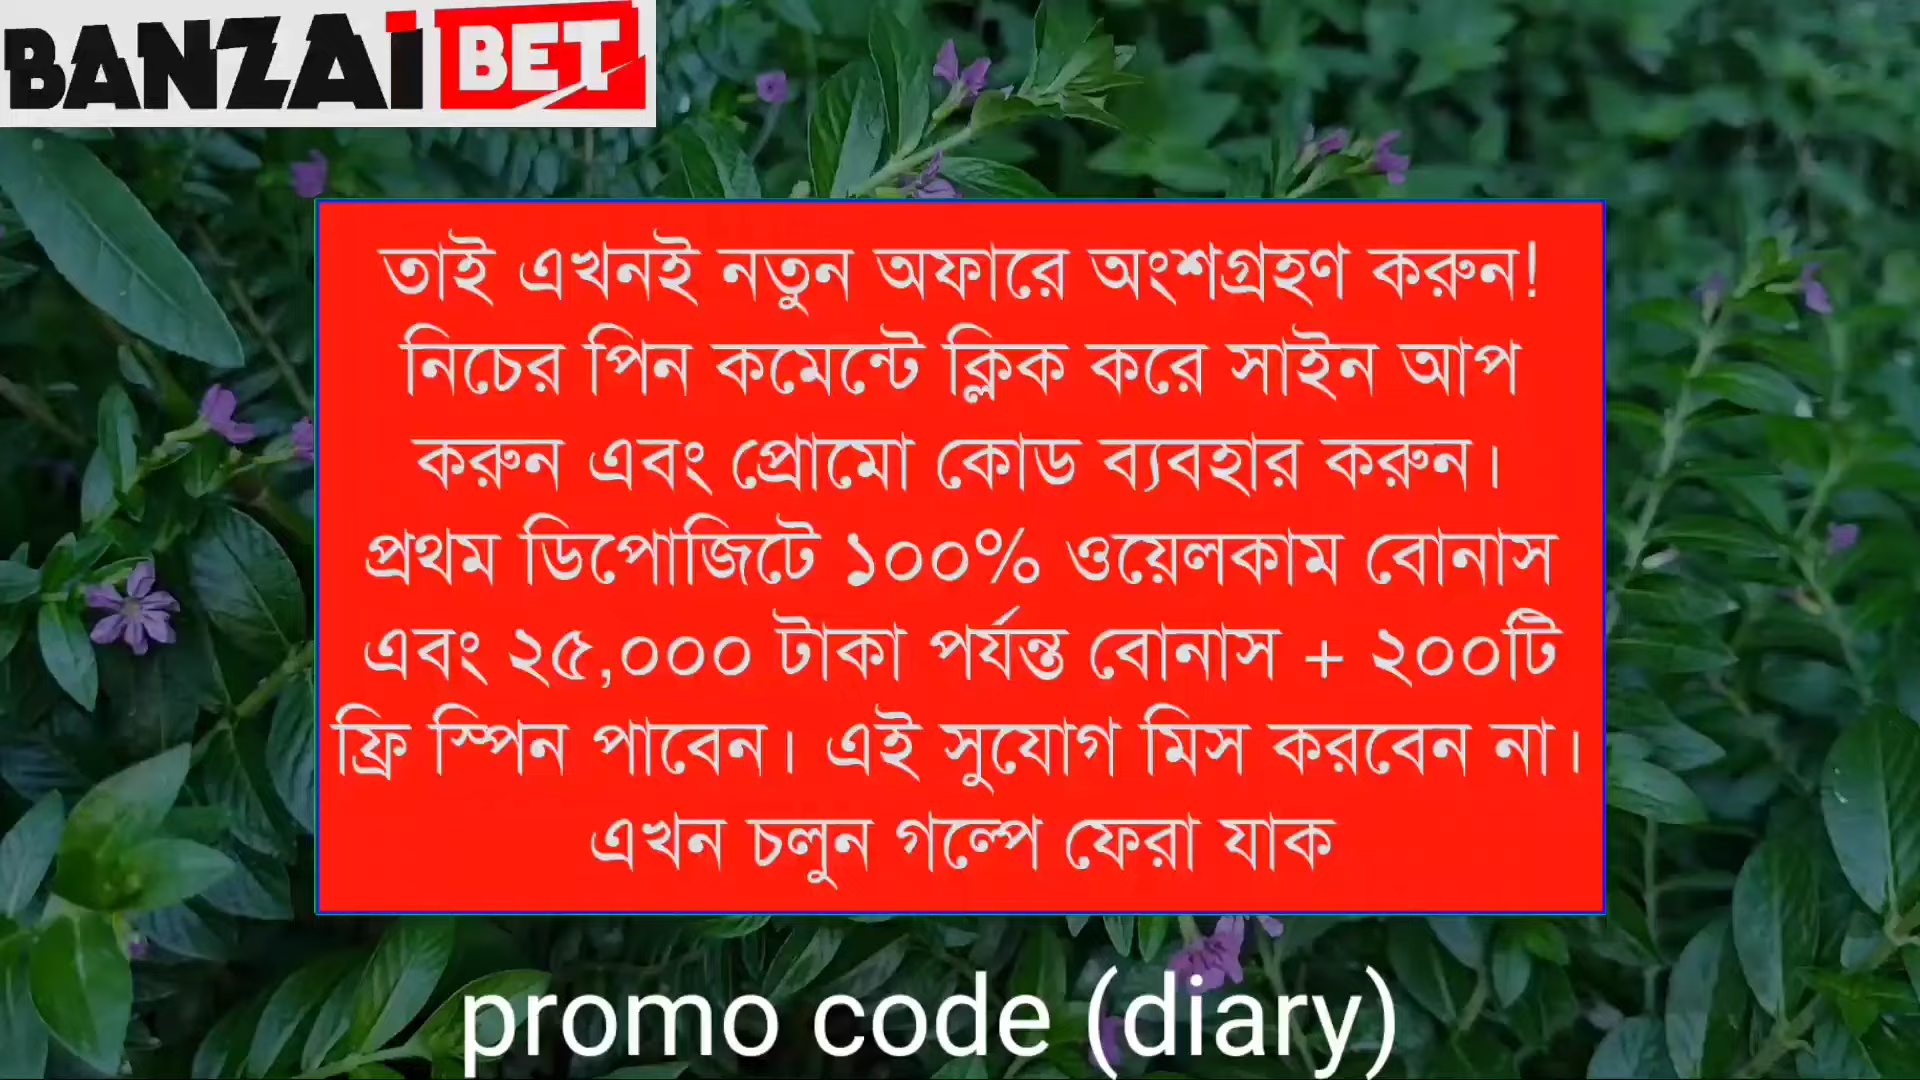 BANZAI BET
তাই এখনই নতুন অফারে অংশগ্রহণ করুন!
নিচের পিন কমেন্টে ক্লিক করে সাইন আপ
করুন এবং প্রোমো কোড ব্যবহার করুন।
প্রথম ডিপোজিটে ১০০% ওয়েলকাম বোনাস
এবং ২৫,০০০ টাকা পর্যন্ত বোনাস + ২০০টি
ফ্রি স্পিন পাবেন। এই সুযোগ মিস করবেন না।
এখন চলুন গল্পে ফেরা যাক
promo code (diary)